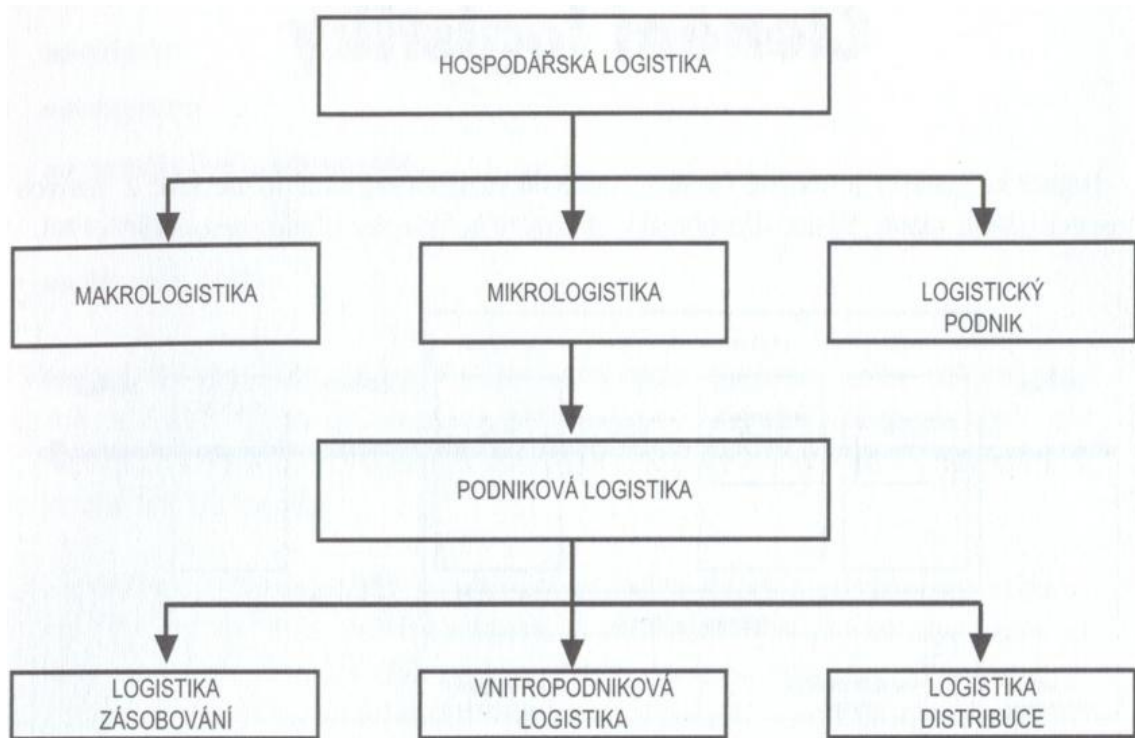 HOSPODÁŘSKÁ LOGISTIKA
MAKROLOGISTIKA
MIKROLOGISTIKA
LOGISTICKÝ
PODNIK
PODNIKOVÁ LOGISTIKA
LOGISTIKA
ZÁSOBOVÁNÍ
VNITROPODNIKOVÁ
LOGISTIKA
LOGISTIKA
DISTRIBUCE